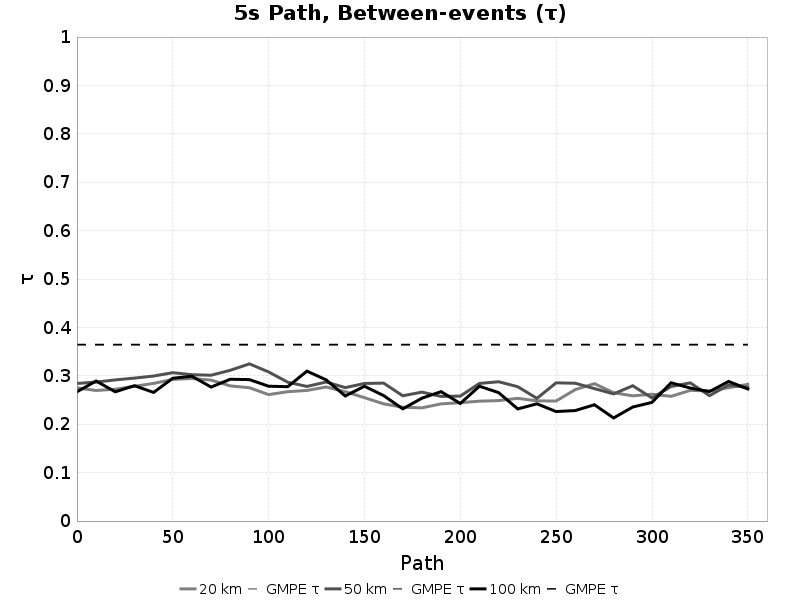 5s Path, Between-events (τ)
1
0.9
0.8
0.7
0.6
0.5
0.4
0.3
0.2
0.1
0
τ
0 50 100 150 200 250 300 350
Path
20 km GMPE τ 50 km GMPE τ 100 km GMPE τ